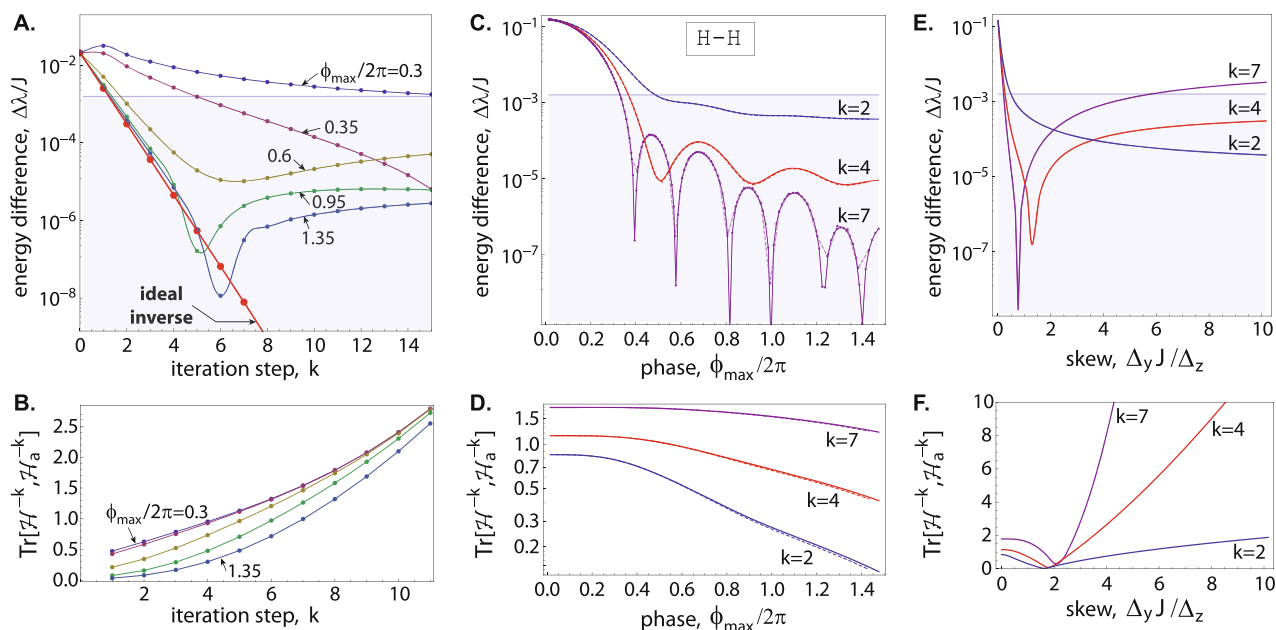 A.
energy difference, Δλ/J
10⁻²
10⁻⁴
10⁻⁶
10⁻⁸
ϕmax/2π=0.3
0.35
0.6
0.95
1.35
ideal
inverse
0 2 4 6 8 10 12 14
iteration step, k
B.
Tr[ℋ⁻ᵏ,ℋₐ⁻ᵏ]
2.5
2.0
1.5
1.0
0.5
0.0
ϕmax/2π=0.3
1.35
2 4 6 8 10
iteration step, k
C.
energy difference, Δλ/J
10⁻¹
10⁻³
10⁻⁵
10⁻⁷
H-H
k=2
k=4
k=7
0.0 0.2 0.4 0.6 0.8 1.0 1.2 1.4
phase, ϕmax/2π
D.
Tr[ℋ⁻ᵏ,ℋₐ⁻ᵏ]
1.5
1.0
0.7
0.5
0.3
0.2
k=7
k=4
k=2
0.0 0.2 0.4 0.6 0.8 1.0 1.2 1.4
phase, ϕmax/2π
E.
energy difference, Δλ/J
10⁻¹
10⁻³
10⁻⁵
10⁻⁷
k=7
k=4
k=2
0 2 4 6 8 10
skew, Δy J/Δz
F.
Tr[ℋ⁻ᵏ,ℋₐ⁻ᵏ]
10
8
6
4
2
0
k=7
k=4
k=2
0 2 4 6 8 10
skew, Δy J/Δz